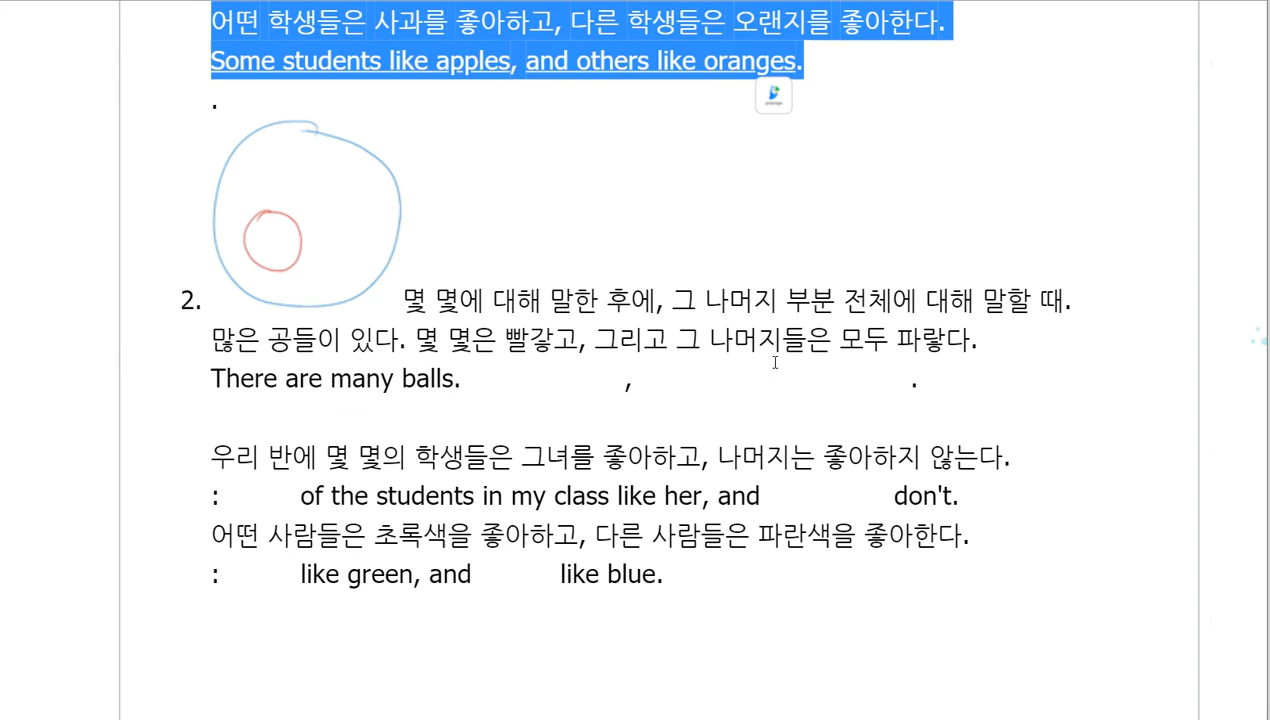 어떤 학생들은 사과를 좋아하고, 다른 학생들은 오랜지를 좋아한다.
Some students like apples, and others like oranges.
.
2. 몇 몇에 대해 말한 후에, 그 나머지 부분 전체에 대해 말할 때.
많은 공들이 있다. 몇 몇은 빨갛고, 그리고 그 나머지들은 모두 파랗다.
There are many balls. , .
우리 반에 몇 몇의 학생들은 그녀를 좋아하고, 나머지는 좋아하지 않는다.
: of the students in my class like her, and don't.
어떤 사람들은 초록색을 좋아하고, 다른 사람들은 파란색을 좋아한다.
: like green, and like blue.